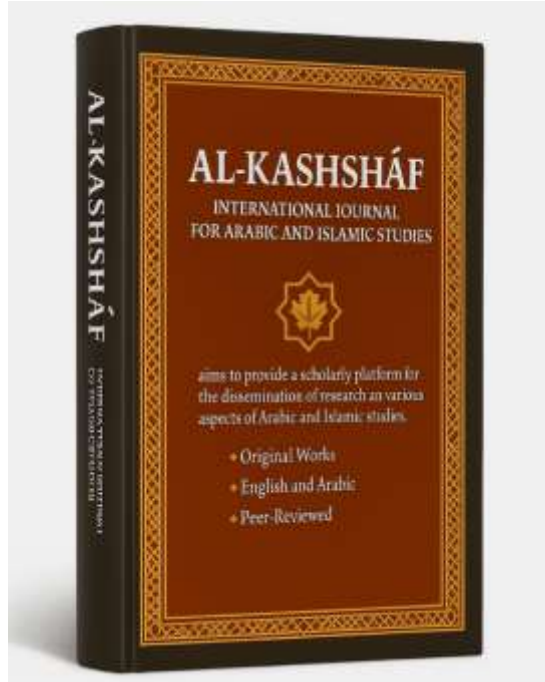 AL-KASHSHÁF
AL-KASHSHÁF
INTERNATIONAL JOURNAL
FOR ARABIC AND ISLAMIC STUDIES
aims to provide a scholarly platform for
the dissemination of research an various
aspects of Arabic and Islamic studies.
Original Works
English and Arabic
Peer-Reviewed